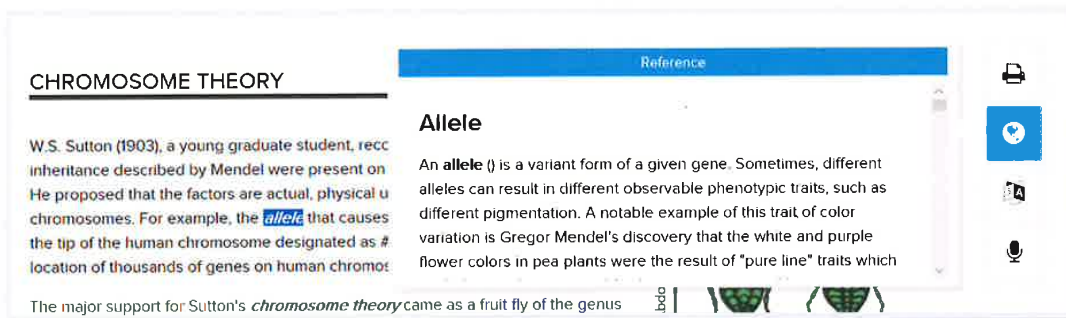 CHROMOSOME THEORY
W.S. Sutton (1903), a young graduate student, recc
inheritance described by Mendel were present on
He proposed that the factors are actual, physical u
chromosomes. For example, the allele that causes
the tip of the human chromosome designated as #
location of thousands of genes on human chromos
The major support for Sutton's chromosome theory came as a fruit fly of the genus
Reference
Allele
An allele () is a variant form of a given gene. Sometimes, different
alleles can result in different observable phenotypic traits, such as
different pigmentation. A notable example of this trait of color
variation is Gregor Mendel's discovery that the white and purple
flower colors in pea plants were the result of "pure line" traits which
A